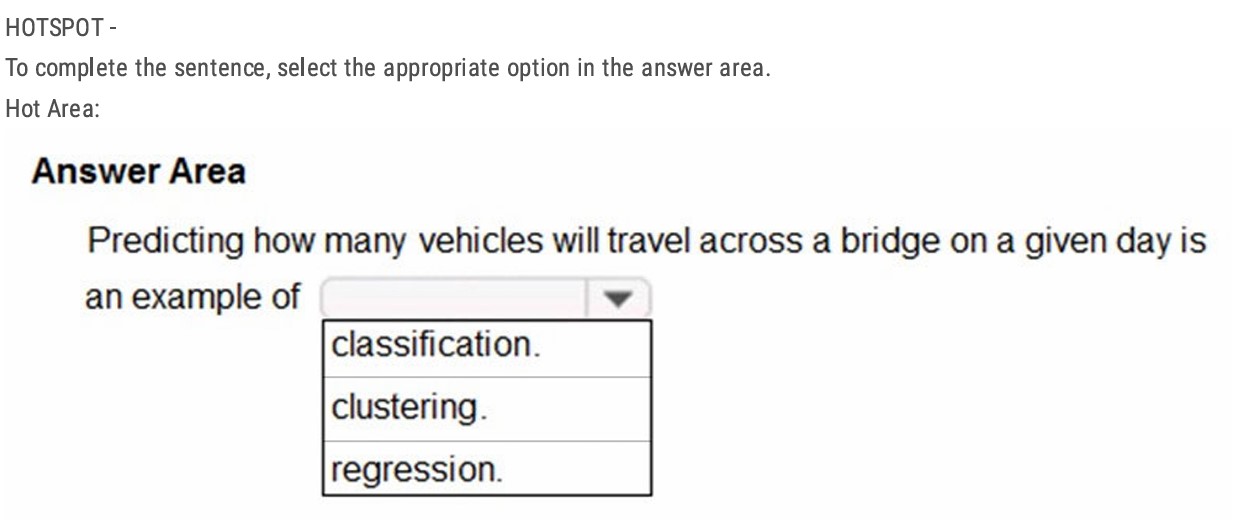 HOTSPOT -
To complete the sentence, select the appropriate option in the answer area.
Hot Area:
Answer Area
Predicting how many vehicles will travel across a bridge on a given day is
an example of
classification.
clustering.
regression.